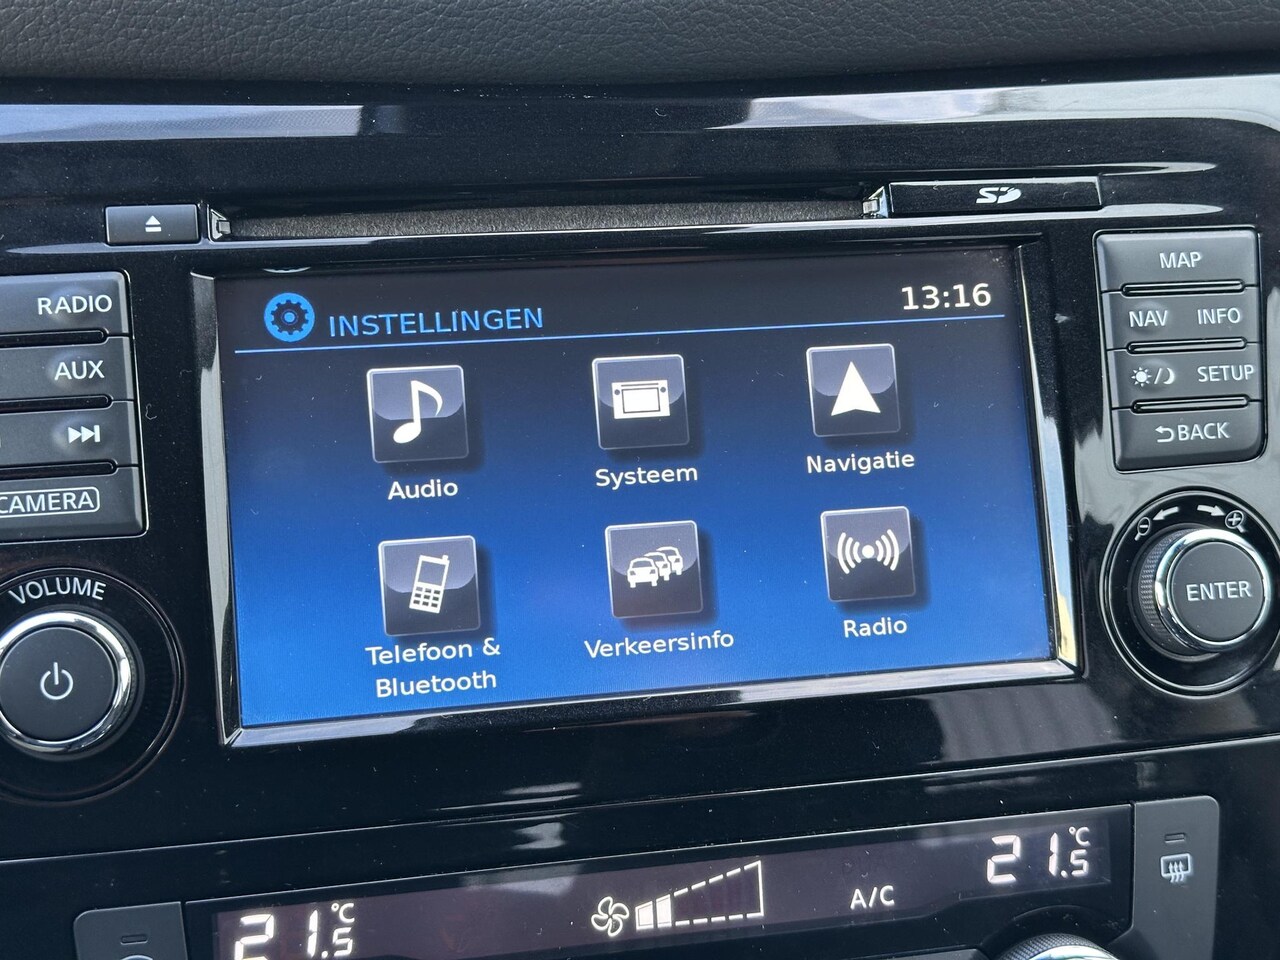 SD
RADIO
AUX
CAMERA
VOLUME
INSTELLINGEN
13:16
Audio
Systeem
Navigatie
Telefoon &
Bluetooth
Verkeersinfo
Radio
MAP
NAV INFO
SETUP
BACK
ENTER
21.5 °C
A/C
21.5 °C